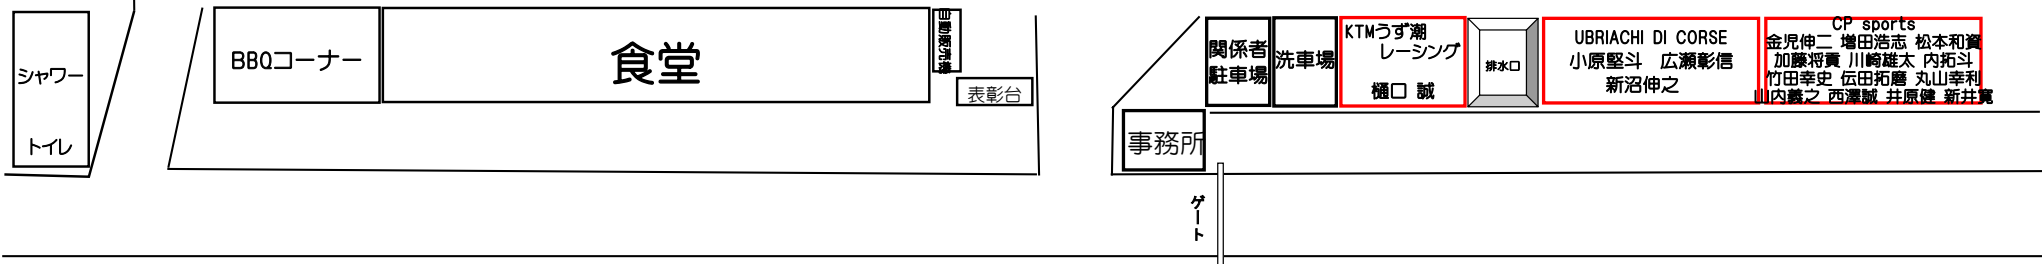 シャワー
トイレ
BBQコーナー
食堂
自動販売機
表彰台
事務所
関係者
駐車場
洗車場
KTMうず潮
レーシング
樋口 誠
排水口
UBRIACHI DI CORSE
小原堅斗 広瀬彰信
新沼伸之
CP sports
金児伸二 増田浩志 松本和資
加藤将貢 川崎雄太 内拓斗
竹田幸史 伝田拓磨 丸山幸利
山内義之 西澤誠 井原健 新井寛
ゲート